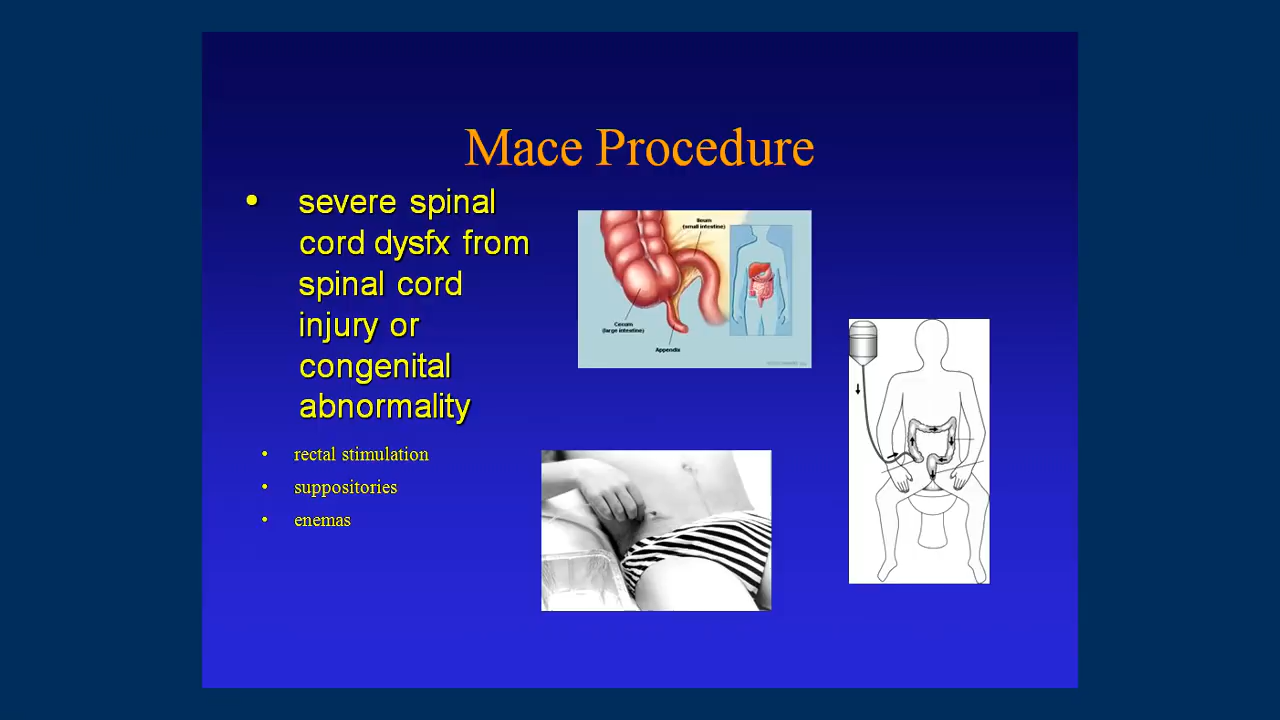 Mace Procedure
• severe spinal
cord dysfx from
spinal cord
injury or
congenital
abnormality
• rectal stimulation
• suppositories
• enemas
Ileum
(small intestine)
Cecum
(large intestine)
Appendix